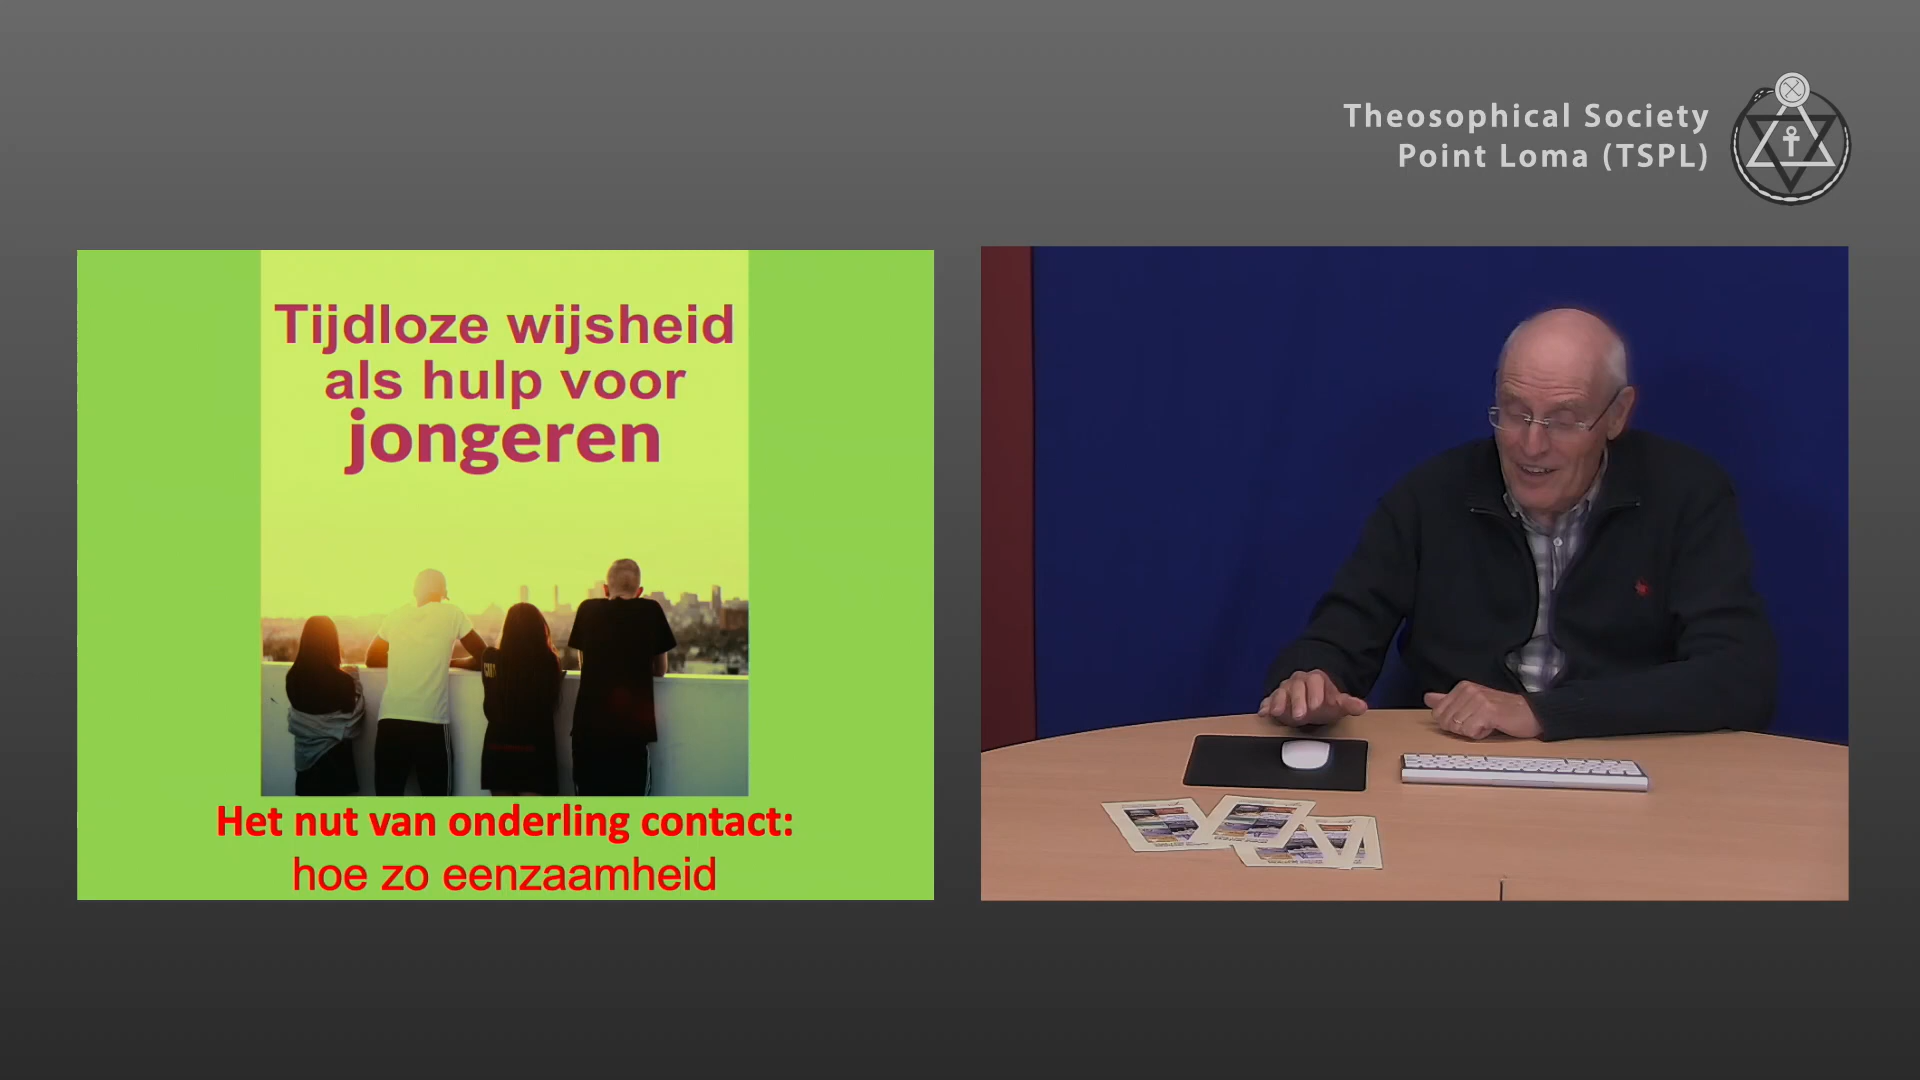 Theosophical Society
Point Loma (TSPL)
Tijdloze wijsheid
als hulp voor
jongeren
Het nut van onderling contact:
hoe zo eenzaamheid